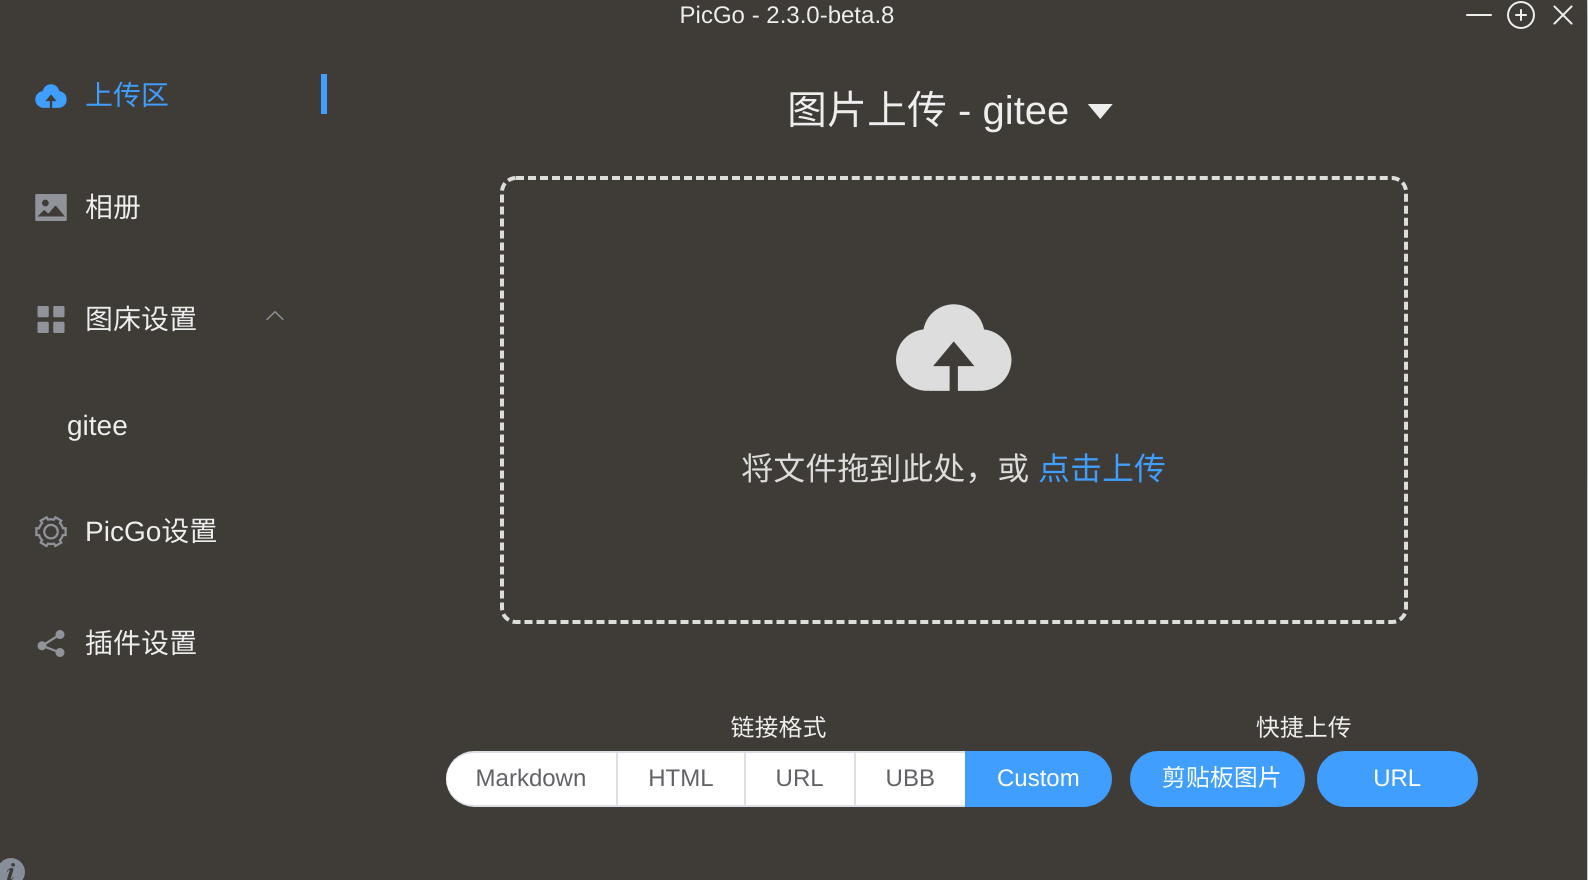 PicGo - 2.3.0-beta.8
上传区
相册
图床设置
gitee
PicGo设置
插件设置
图片上传 - gitee
将文件拖到此处，或 点击上传
链接格式
Markdown
HTML
URL
UBB
Custom
快捷上传
剪贴板图片
URL